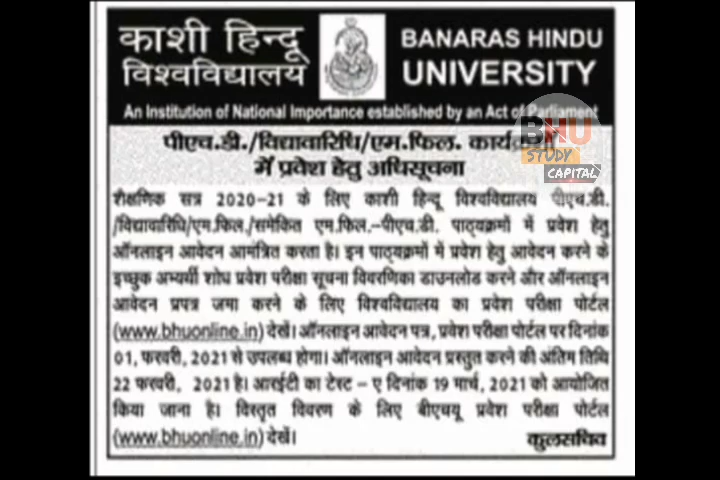 काशी हिन्दू
विश्वविद्यालय
BANARAS HINDU
UNIVERSITY
An Institution of National Importance established by an Act of Parliament
पीएच.डी./विद्यावारिधि/एम.फिल. कार्यक्रमों
में प्रवेश हेतु अधिसूचना
BHU
STUDY
CAPITAL
शैक्षणिक सत्र 2020-21 के लिए काशी हिन्दू विश्वविद्यालय पीएच.डी.
/विद्यावारिधि/एम.फिल./समेकित एम.फिल.-पीएच.डी. पाठ्यक्रमों में प्रवेश हेतु
ऑनलाइन आवेदन आमंत्रित करता है। इन पाठ्यक्रमों में प्रवेश हेतु आवेदन करने के
इच्छुक अभ्यर्थी शोध प्रवेश परीक्षा सूचना विवरणिका डाउनलोड करने और ऑनलाइन
आवेदन प्रपत्र जमा करने के लिए विश्वविद्यालय का प्रवेश परीक्षा पोर्टल
(www.bhuonline.in) देखें। ऑनलाइन आवेदन पत्र, प्रवेश परीक्षा पोर्टल पर दिनांक
01, फरवरी, 2021 से उपलब्ध होगा। ऑनलाइन आवेदन प्रस्तुत करने की अंतिम तिथि
22 फरवरी, 2021 है। आरईटी का टेस्ट – ए दिनांक 19 मार्च, 2021 को आयोजित
किया जाना है। विस्तृत विवरण के लिए बीएचयू प्रवेश परीक्षा पोर्टल
(www.bhuonline.in) देखें।
कुलसचिव